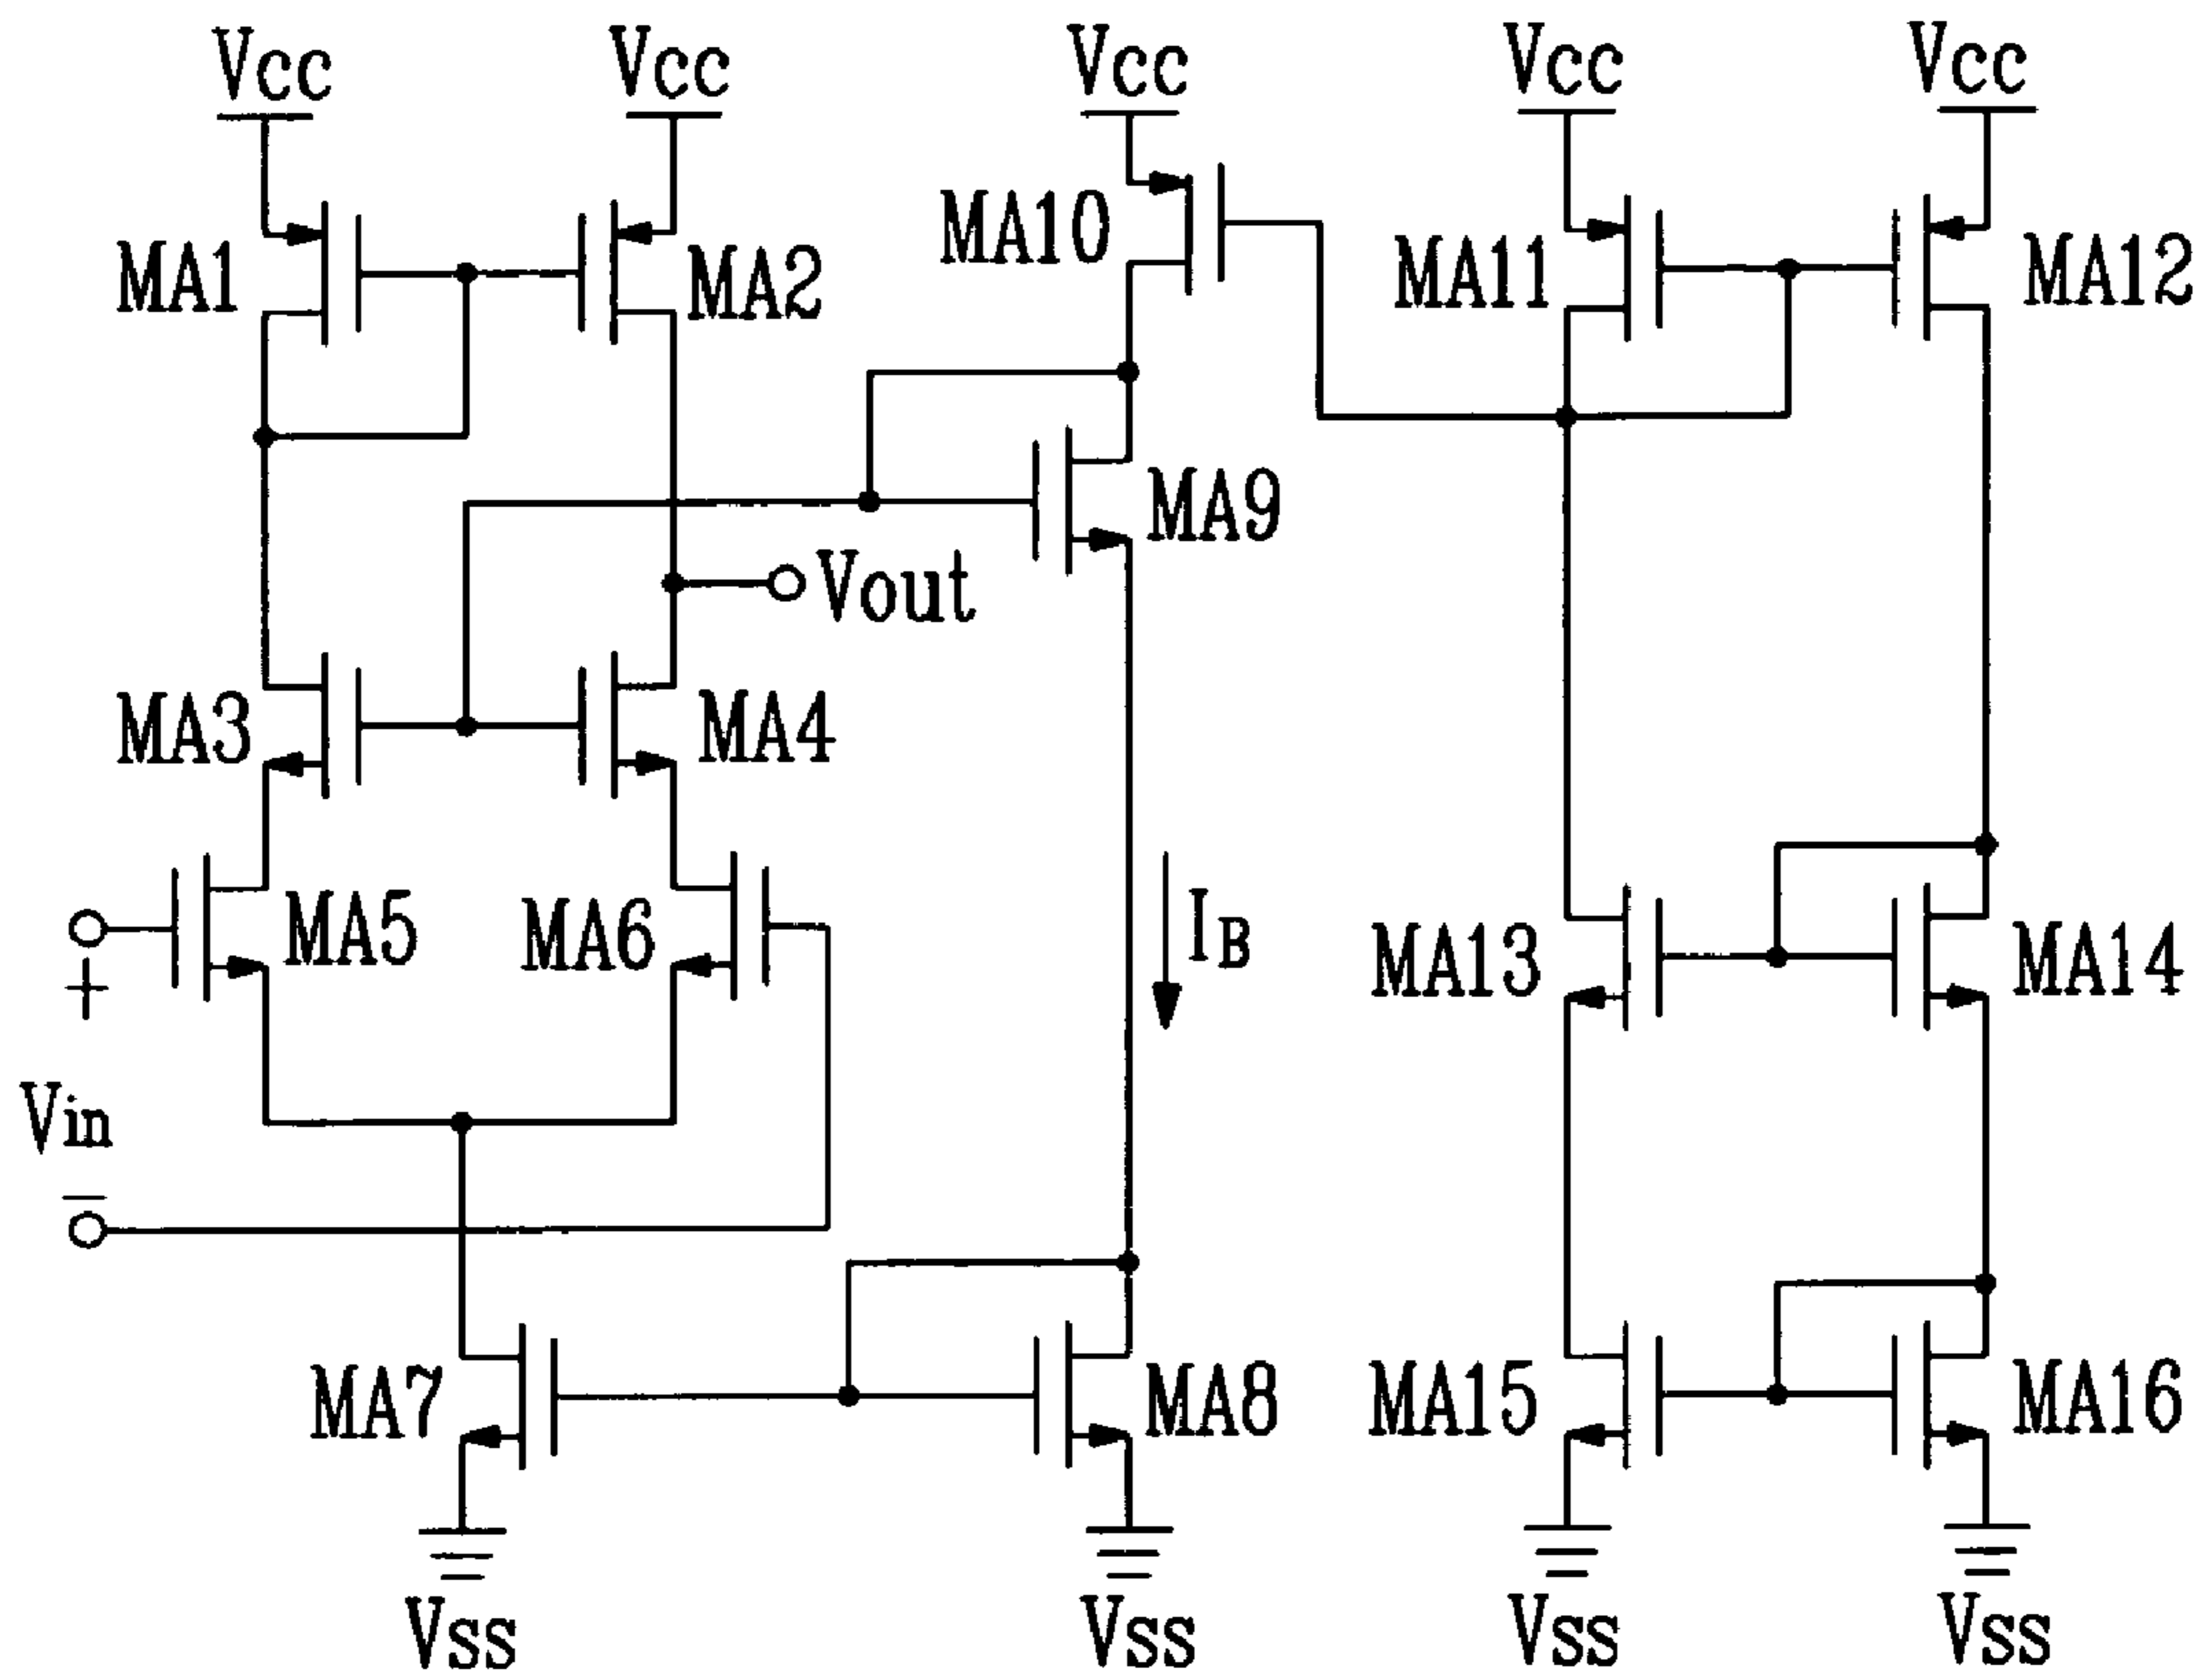 Vcc Vcc Vcc Vcc Vcc
MA1 MA2 MA10 MA11 MA12
MA9
Vout
MA3 MA4
MA5 MA6 IB MA13 MA14
+
Vin
−
MA7 MA8 MA15 MA16
Vss Vss Vss Vss